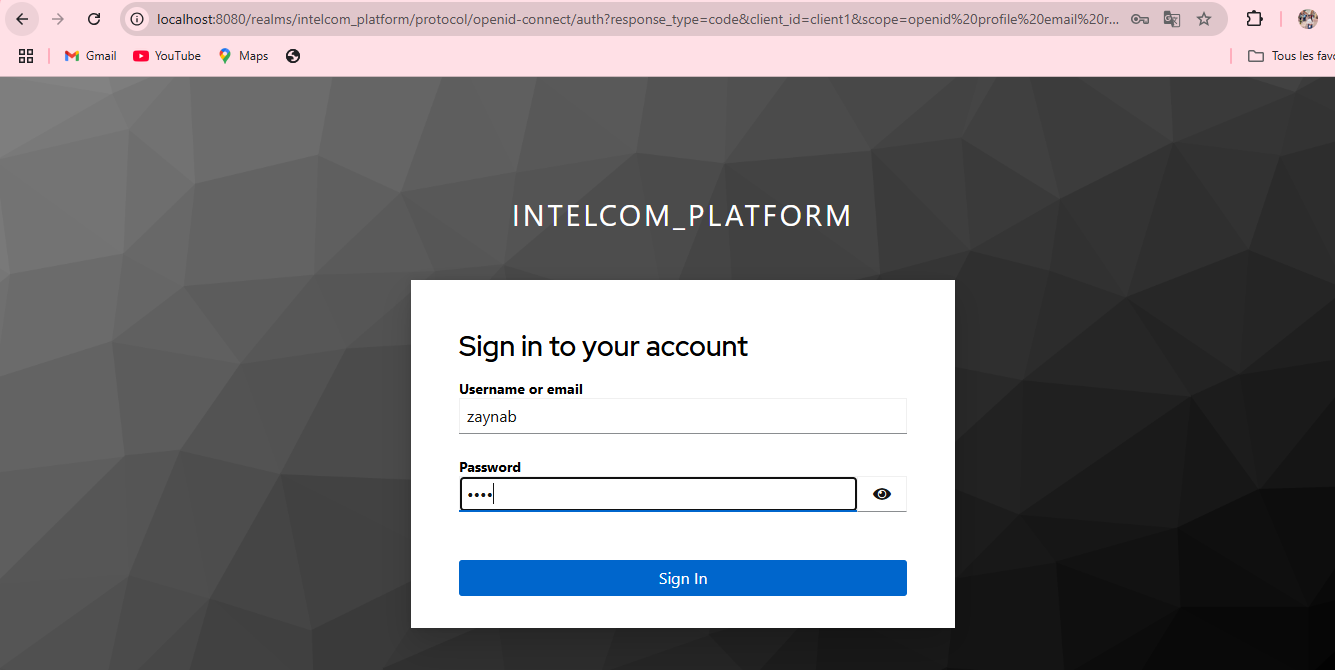 localhost:8080/realms/intelcom_platform/protocol/openid-connect/auth?response_type=code&client_id=client1&scope=openid%20profile%20email%20r...
Gmail YouTube Maps Tous les favo
INTELCOM_PLATFORM
Sign in to your account
Username or email
zaynab
Password
••••
Sign In